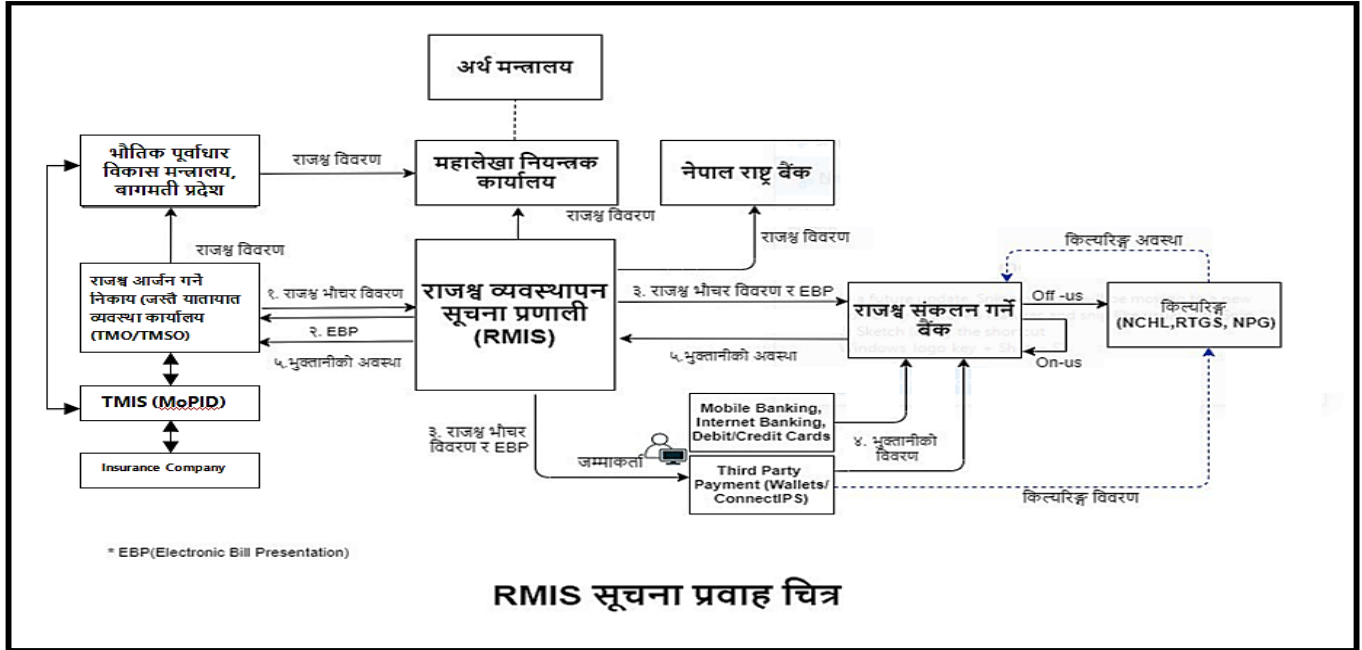 अर्थ मन्त्रालय
भौतिक पूर्वाधार
विकास मन्त्रालय,
बागमती प्रदेश
राजश्व विवरण
महालेखा नियन्त्रक
कार्यालय
नेपाल राष्ट्र बैंक
राजश्व विवरण
राजश्व विवरण
राजश्व विवरण
किल्यरिङ्ग अवस्था
राजश्व आर्जन गर्ने
निकाय (जस्तै यातायात
व्यवस्था कार्यालय
(TMO/TMSO)
१. राजश्व भौचर विवरण
२. EBP
५.भुक्तानीको अवस्था
राजश्व व्यवस्थापन
सूचना प्रणाली
(RMIS)
३. राजश्व भौचर विवरण र EBP
५.भुक्तानीको अवस्था
राजश्व संकलन गर्ने
बैंक
Off -us
On-us
किल्यरिङ्ग
(NCHL,RTGS, NPG)
TMIS (MoPID)
Insurance Company
३. राजश्व भौचर
विवरण र EBP
जम्माकर्ता
Mobile Banking,
Internet Banking,
Debit/Credit Cards
Third Party
Payment (Wallets/
ConnectIPS)
४. भुक्तानीको
विवरण
किल्यरिङ्ग विवरण
* EBP(Electronic Bill Presentation)
RMIS सूचना प्रवाह चित्र